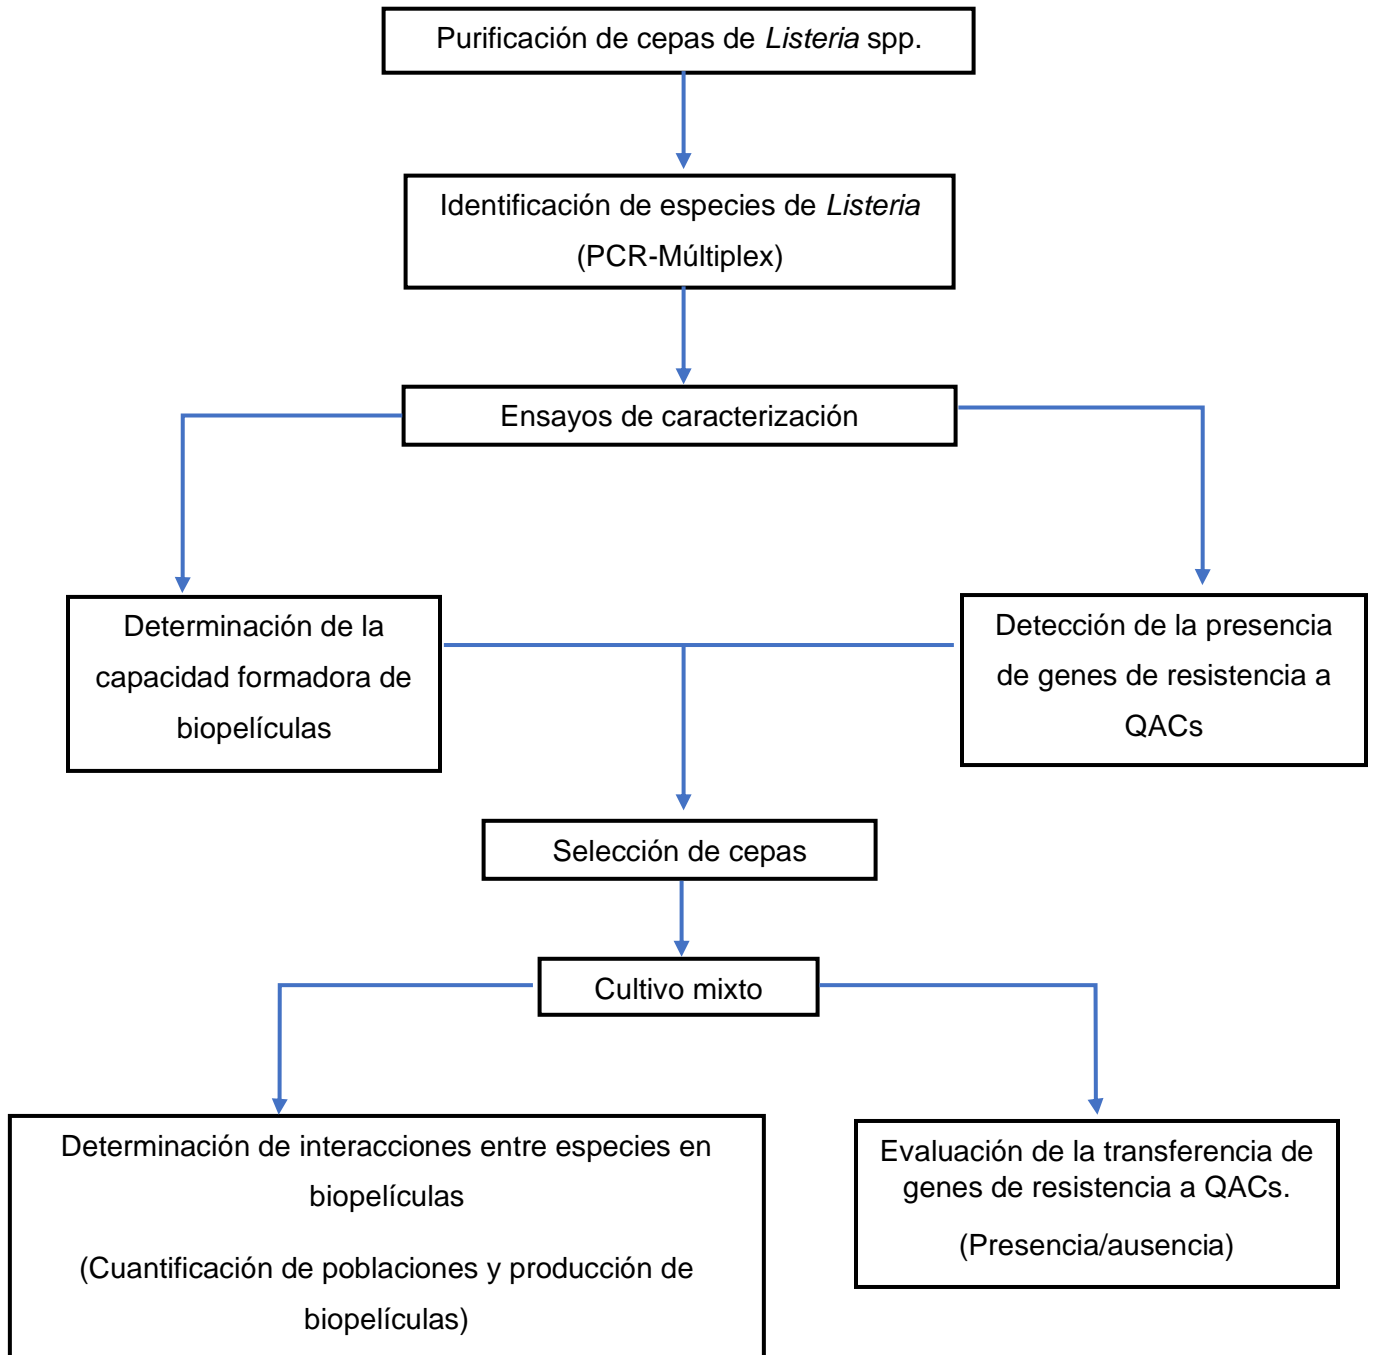 Purificación de cepas de Listeria spp.
Identificación de especies de Listeria
(PCR-Múltiplex)
Ensayos de caracterización
Determinación de la
capacidad formadora de
biopelículas
Detección de la presencia
de genes de resistencia a
QACs
Selección de cepas
Cultivo mixto
Determinación de interacciones entre especies en
biopelículas
(Cuantificación de poblaciones y producción de
biopelículas)
Evaluación de la transferencia de
genes de resistencia a QACs.
(Presencia/ausencia)